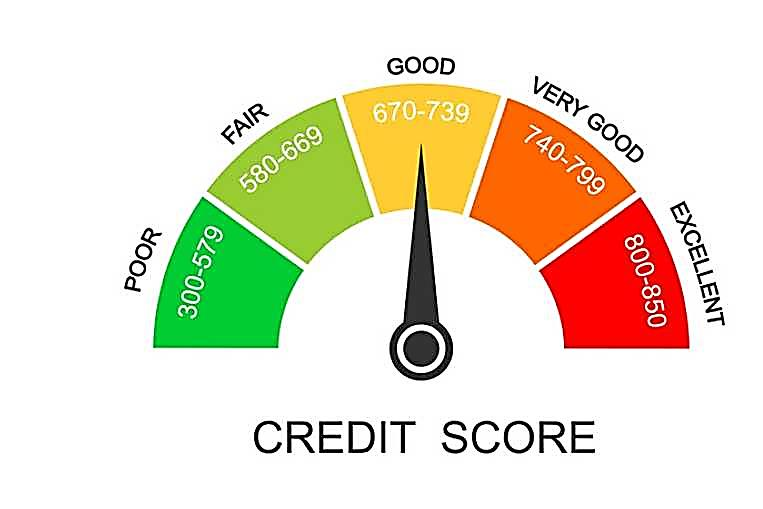 POOR
300-579
FAIR
580-669
GOOD
670-739
VERY GOOD
740-799
EXCELLENT
800-850
CREDIT SCORE